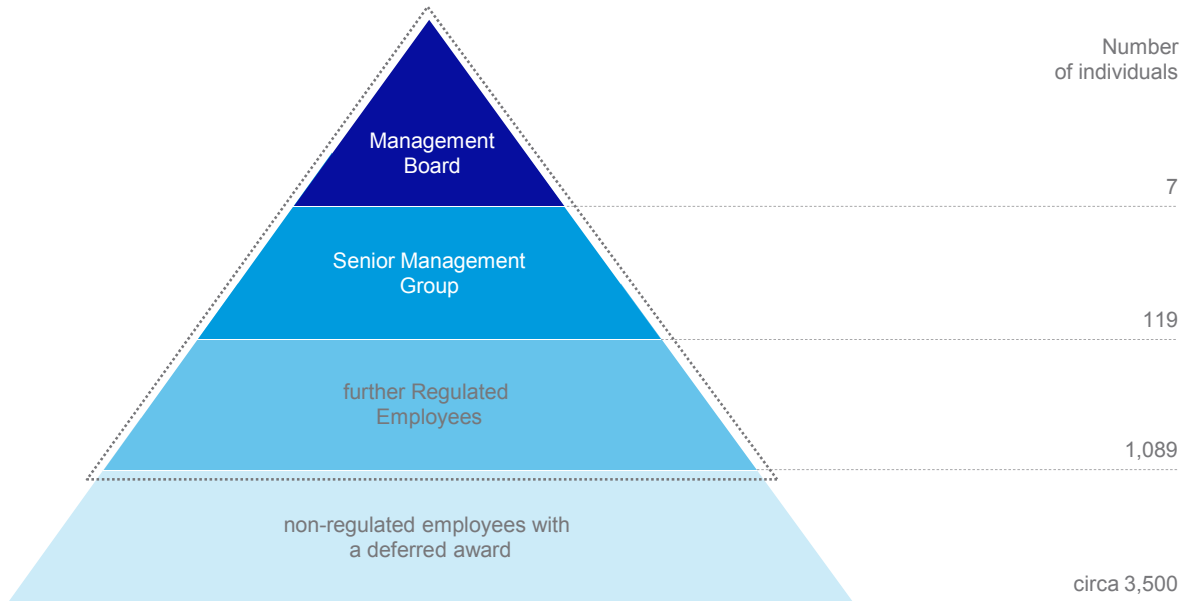 Number
of individuals
Management
Board
7
Senior Management
Group
119
further Regulated
Employees
1,089
non-regulated employees with
a deferred award
circa 3,500